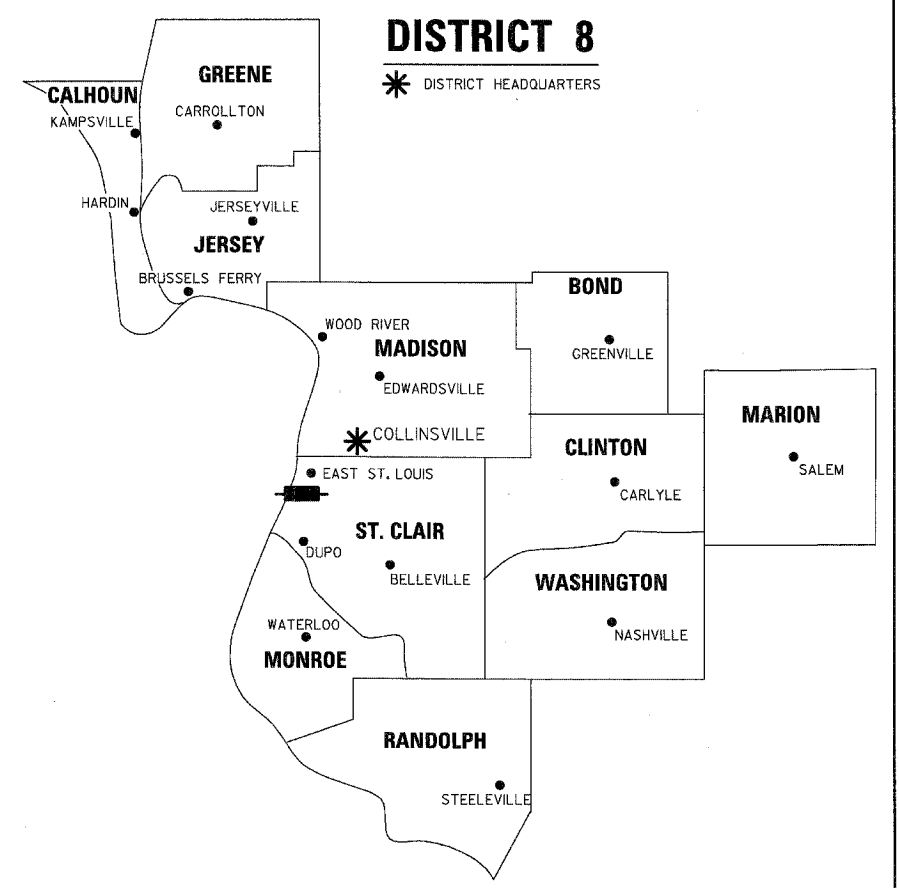 DISTRICT 8
DISTRICT HEADQUARTERS
GREENE
CARROLLTON
CALHOUN
KAMPSVILLE
HARDIN
JERSEYVILLE
JERSEY
BRUSSELS FERRY
BOND
GREENVILLE
WOOD RIVER
MADISON
EDWARDSVILLE
COLLINSVILLE
MARION
SALEM
CLINTON
CARLYLE
EAST ST. LOUIS
ST. CLAIR
DUPO
BELLEVILLE
WASHINGTON
NASHVILLE
WATERLOO
MONROE
RANDOLPH
STEELEVILLE